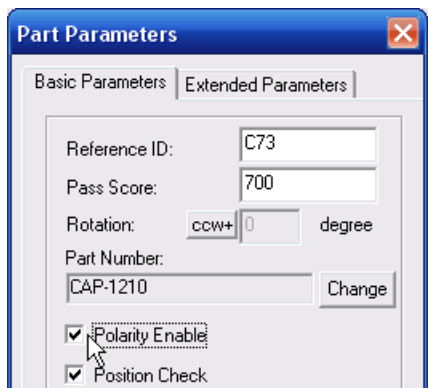 Part Parameters
Basic Parameters Extended Parameters
Reference ID: C73
Pass Score: 700
Rotation: ccw+ 0 degree
Part Number:
CAP-1210 Change
Polarity Enable
Position Check